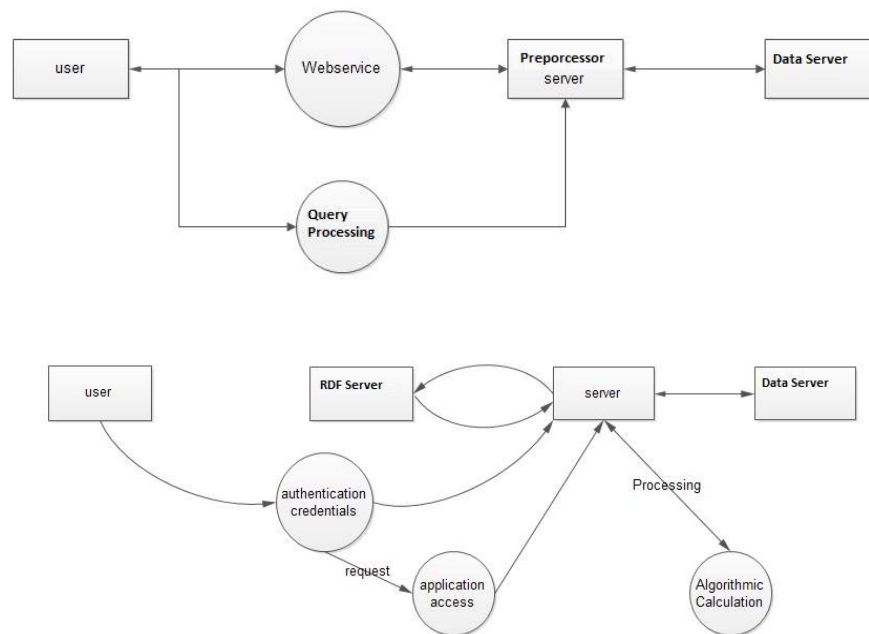 user
Webservice
Preporcessor
server
Data Server
Query
Processing
user
RDF Server
server
Data Server
authentication
credentials
Processing
request
application
access
Algorithmic
Calculation